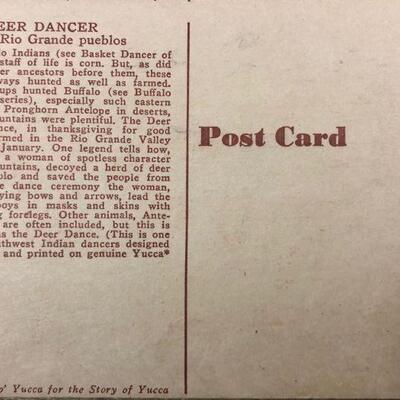 EER DANCER
Rio Grande pueblos
lo Indians (see Basket Dancer of
staff of life is corn. But, as did
er ancestors before them, these
ways hunted as well as farmed.
ups hunted Buffalo (see Buffalo
series), especially such eastern
Pronghorn Antelope in deserts,
untains were plentiful. The Deer
nce, in thanksgiving for good
rmed in the Rio Grande Valley
January. One legend tells how,
a woman of spotless character
ountains, decoyed a herd of deer
blo and saved the people from
e dance ceremony the woman,
ying bows and arrows, lead the
boys in masks and skins with
g forelegs. Other animals, Ante-
are often included, but this is
as the Deer Dance. (This is one
uthwest Indian dancers designed
and printed on genuine Yucca*
o' Yucca for the Story of Yucca
Post Card